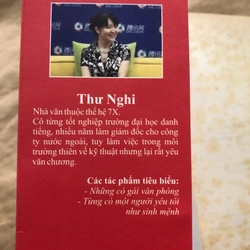 Thư Nghi
Nhà văn thuộc thế hệ 7X.
Cô từng tốt nghiệp trường đại học danh
tiếng, nhiều năm làm giám đốc cho công
ty nước ngoài, tuy làm việc trong môi
trường thiên về kỹ thuật nhưng lại rất yêu
văn chương.
Các tác phẩm tiêu biểu:
- Những cô gái văn phòng
- Từng có một người yêu tôi
như sinh mệnh